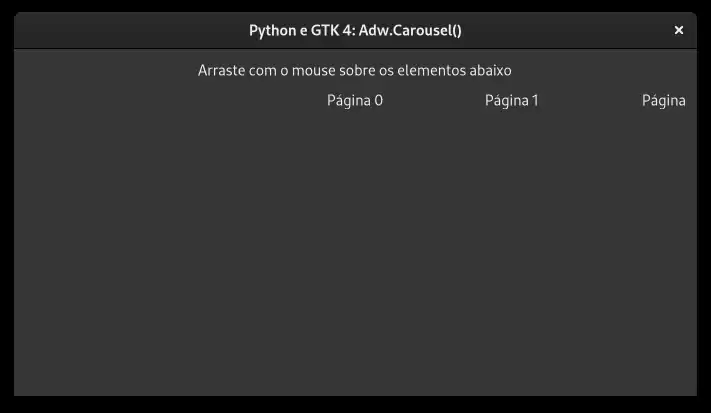 Python e GTK 4: Adw.Carousel()
Arraste com o mouse sobre os elementos abaixo
Página 0 Página 1 Página